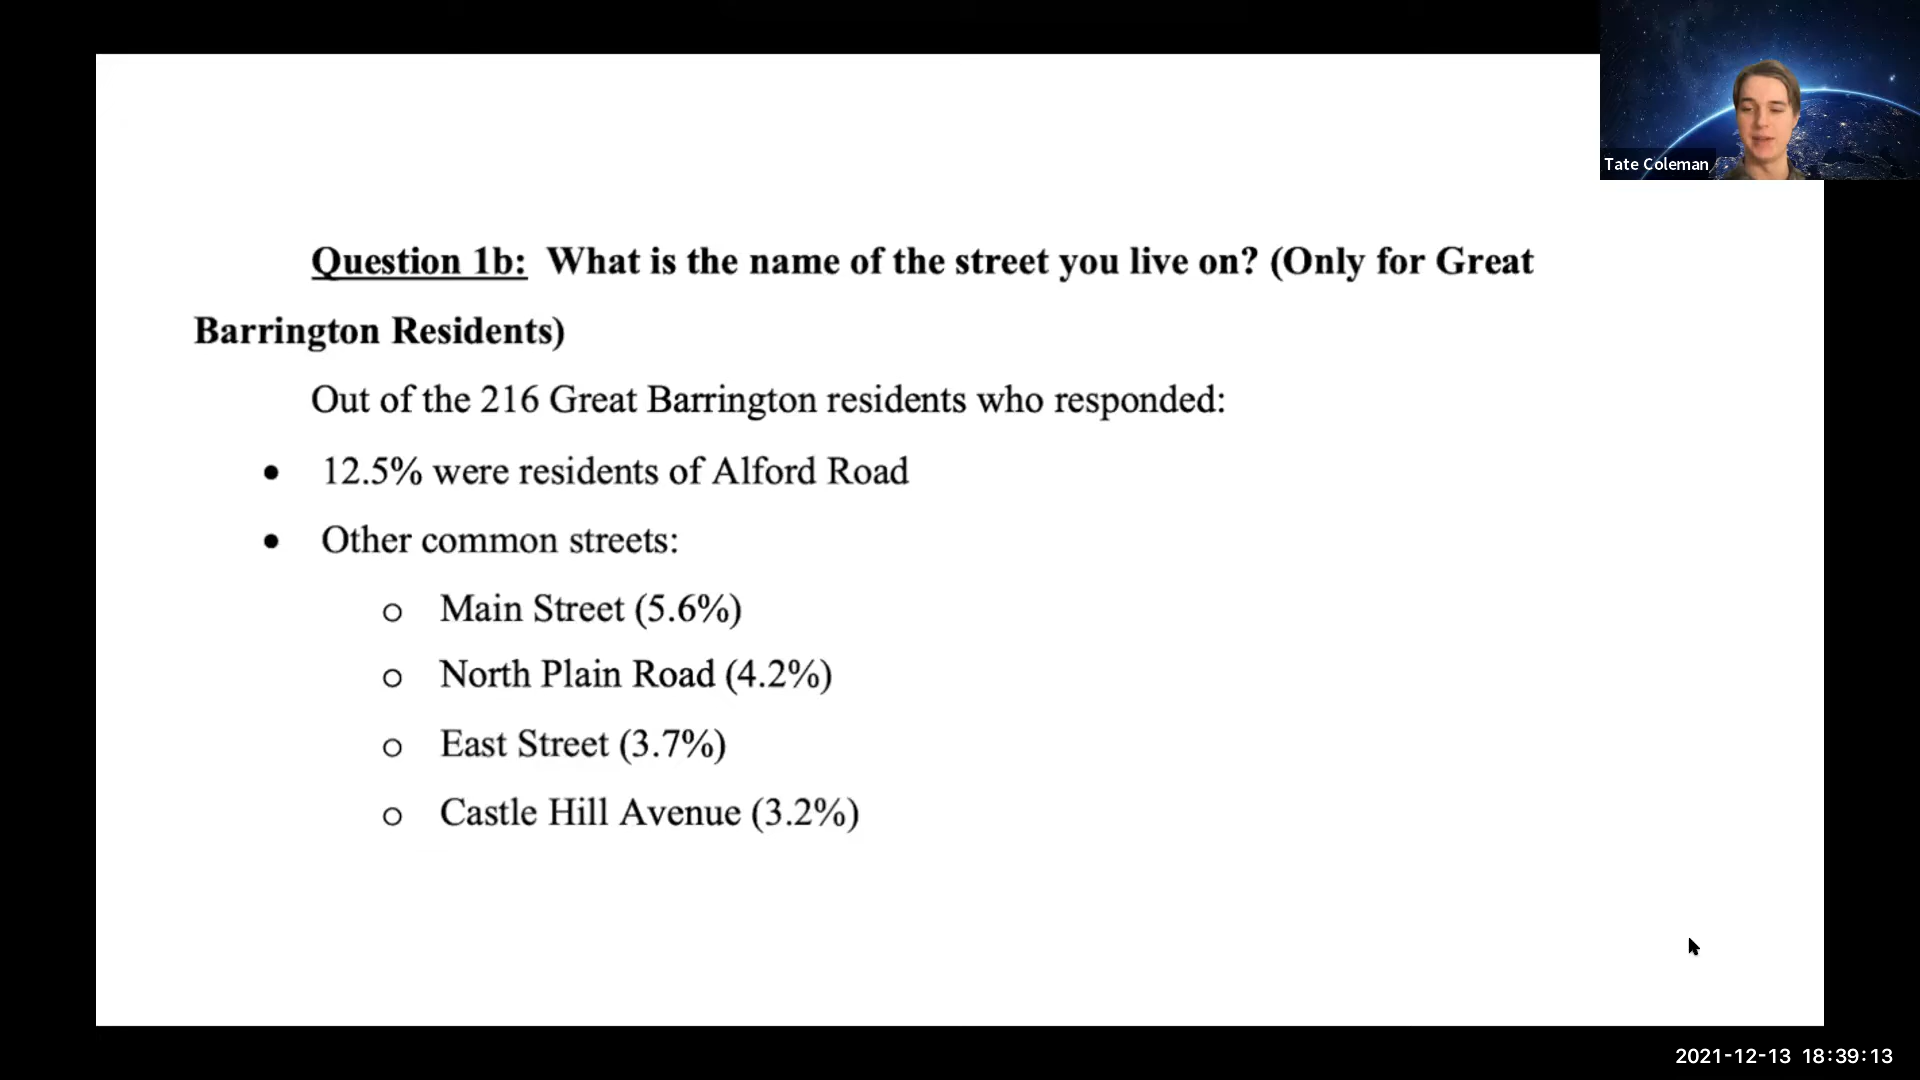 Tate Coleman
Question 1b: What is the name of the street you live on? (Only for Great
Barrington Residents)
Out of the 216 Great Barrington residents who responded:
• 12.5% were residents of Alford Road
• Other common streets:
o Main Street (5.6%)
o North Plain Road (4.2%)
o East Street (3.7%)
o Castle Hill Avenue (3.2%)
2021-12-13 18:39:13